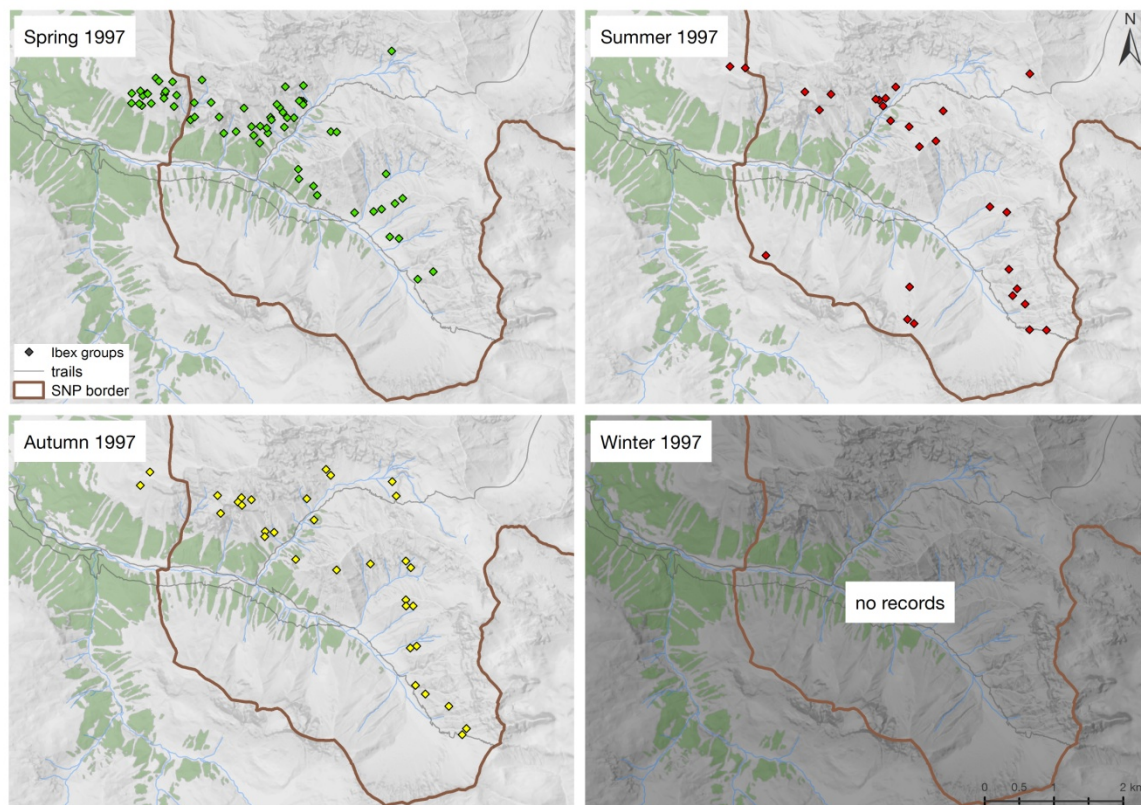 Spring 1997
Summer 1997
N
Ibex groups
trails
SNP border
Autumn 1997
Winter 1997
no records
0 0.5 1 2 km